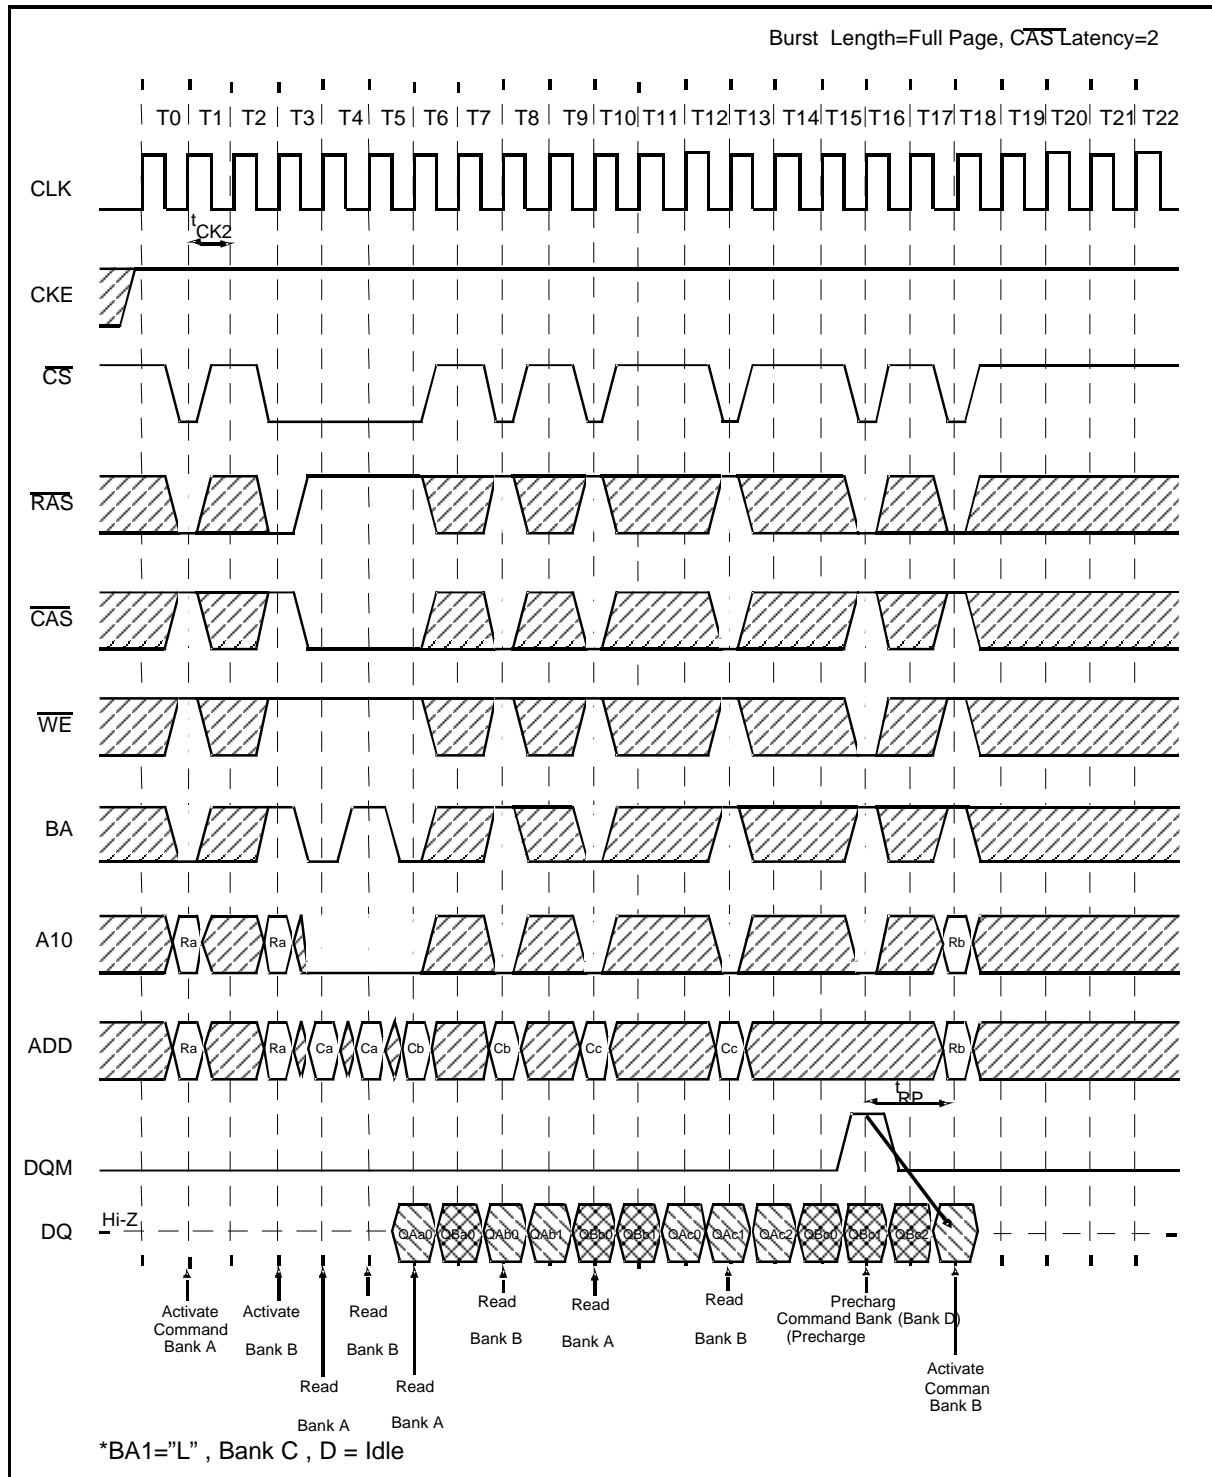 Burst Length=Full Page, CAS Latency=2
T0 T1 T2 T3 T4 T5 T6 T7 T8 T9 T10 T11 T12 T13 T14 T15 T16 T17 T18 T19 T20 T21 T22
CLK
tCK2
CKE
CS
RAS
CAS
WE
BA
A10
Ra Ra Rb
ADD
Ra Ra Ca Ca Cb Cb Cc Cc Rb
tRP
DQM
DQ
Hi-Z
QAa0 QBa0 QAb0 QAb1 QBb0 QBb1 QAc0 QAc1 QAc2 QBc0 QBc1 QBc2
Activate
Command
Bank A
Activate
Bank B
Read
Bank A
Read
Bank B
Read
Bank A
Read
Bank B
Read
Bank A
Read
Bank B
Precharg
Command Bank (Bank D)
(Precharge
Activate
Comman
Bank B
*BA1="L" , Bank C , D = Idle